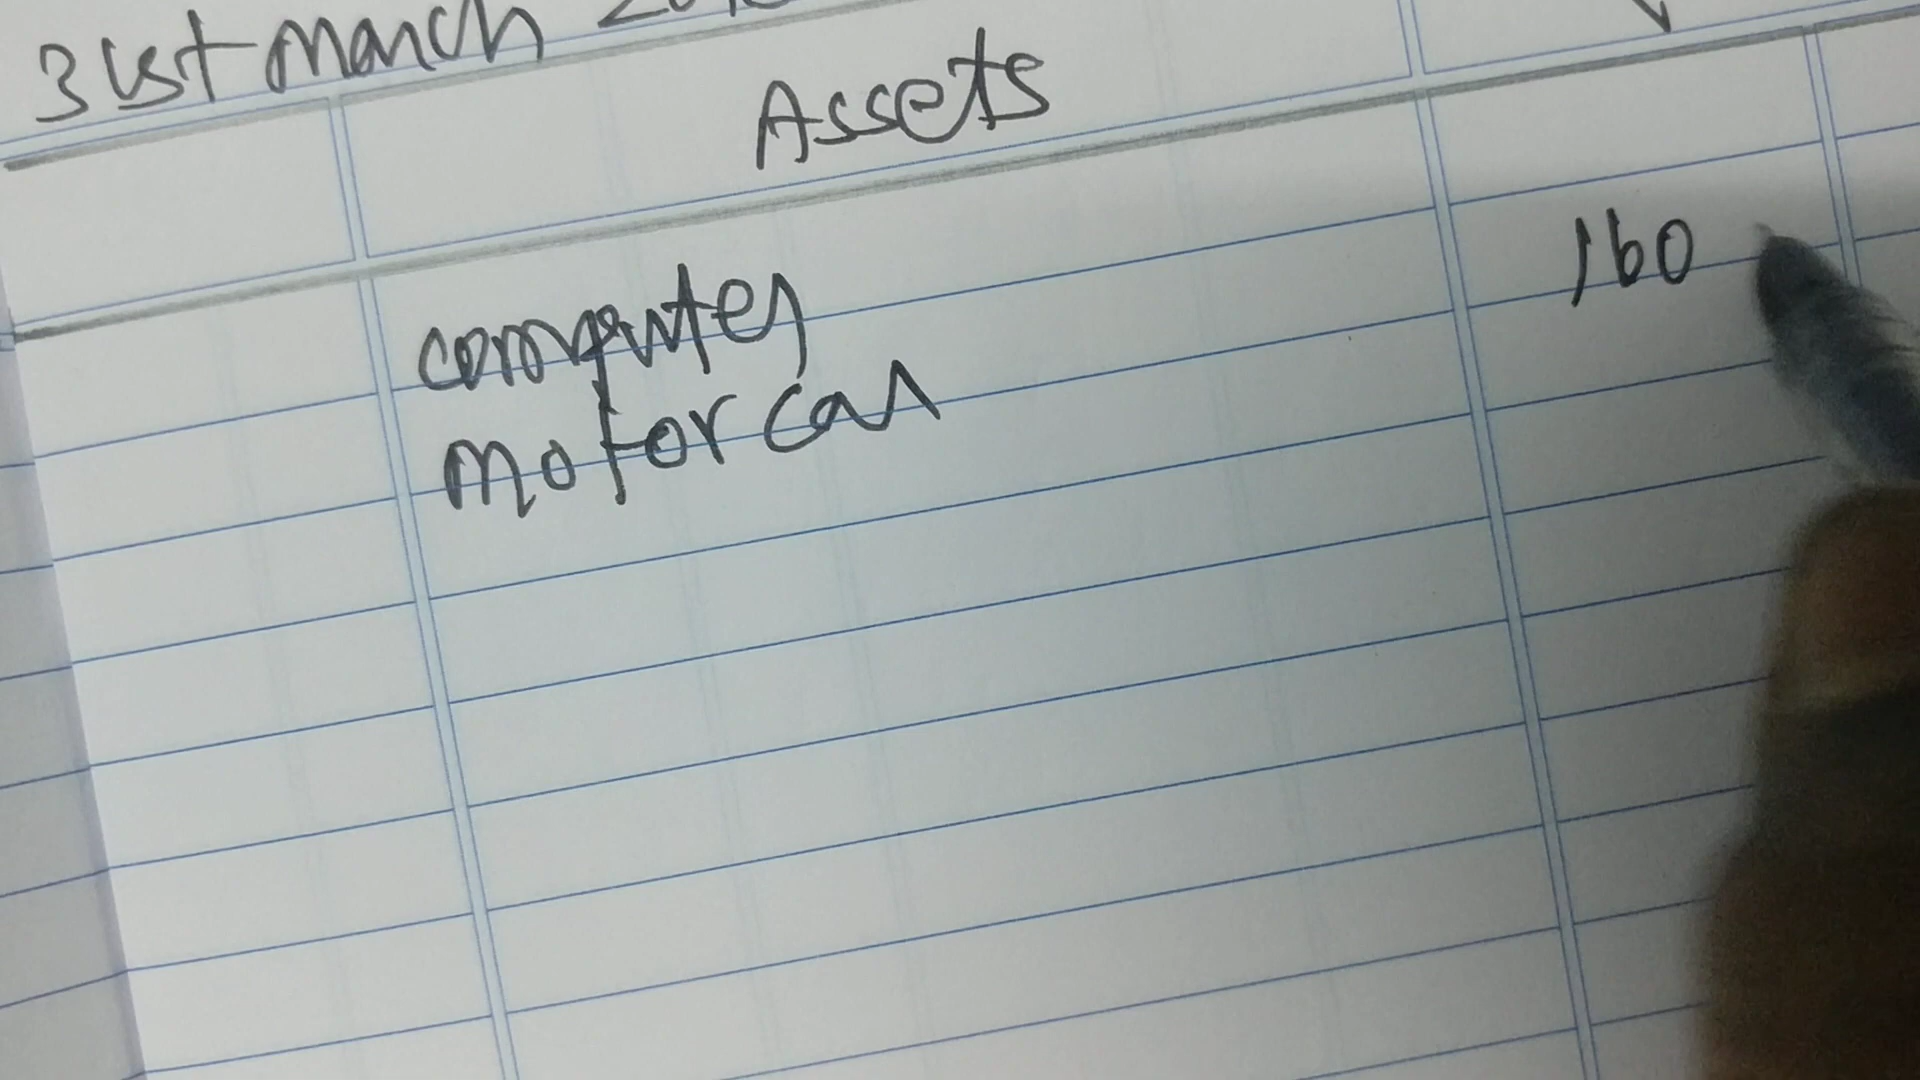 31st march
Assets
computer 160
motor car